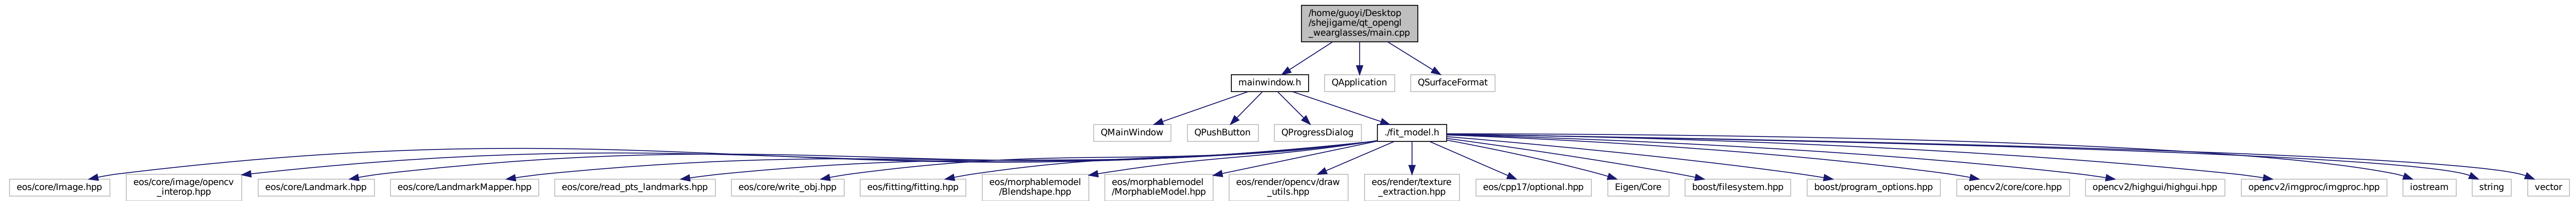 /home/guoyi/Desktop
/shejigame/qt_opengl
_wearglasses/main.cpp
mainwindow.h
QApplication
QSurfaceFormat
QMainWindow
QPushButton
QProgressDialog
./fit_model.h
eos/core/Image.hpp
eos/core/image/opencv
_interop.hpp
eos/core/Landmark.hpp
eos/core/LandmarkMapper.hpp
eos/core/read_pts_landmarks.hpp
eos/core/write_obj.hpp
eos/fitting/fitting.hpp
eos/morphablemodel
/Blendshape.hpp
eos/morphablemodel
/MorphableModel.hpp
eos/render/opencv/draw
_utils.hpp
eos/render/texture
_extraction.hpp
eos/cpp17/optional.hpp
Eigen/Core
boost/filesystem.hpp
boost/program_options.hpp
opencv2/core/core.hpp
opencv2/highgui/highgui.hpp
opencv2/imgproc/imgproc.hpp
iostream
string
vector